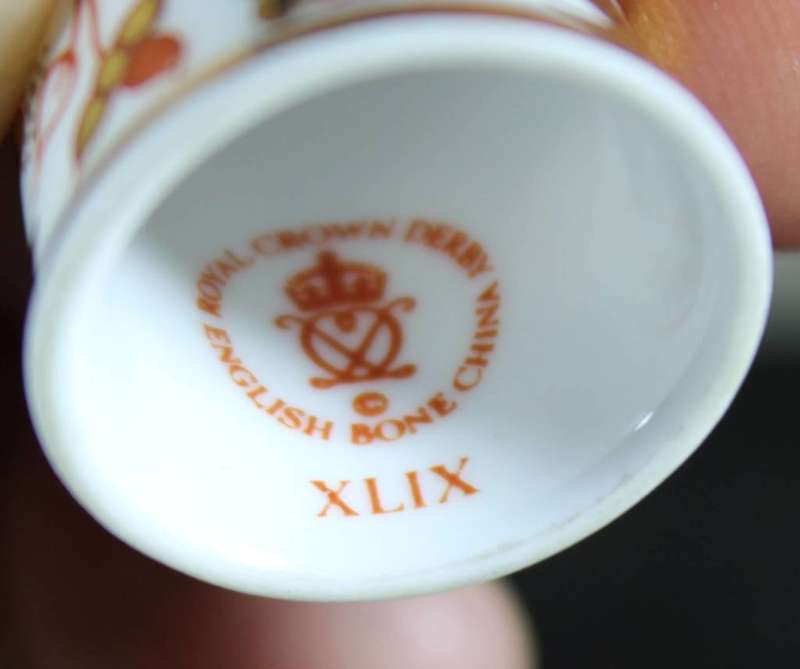 ROYAL CROWN DERBY
ENGLISH BONE CHINA
©
XLIX